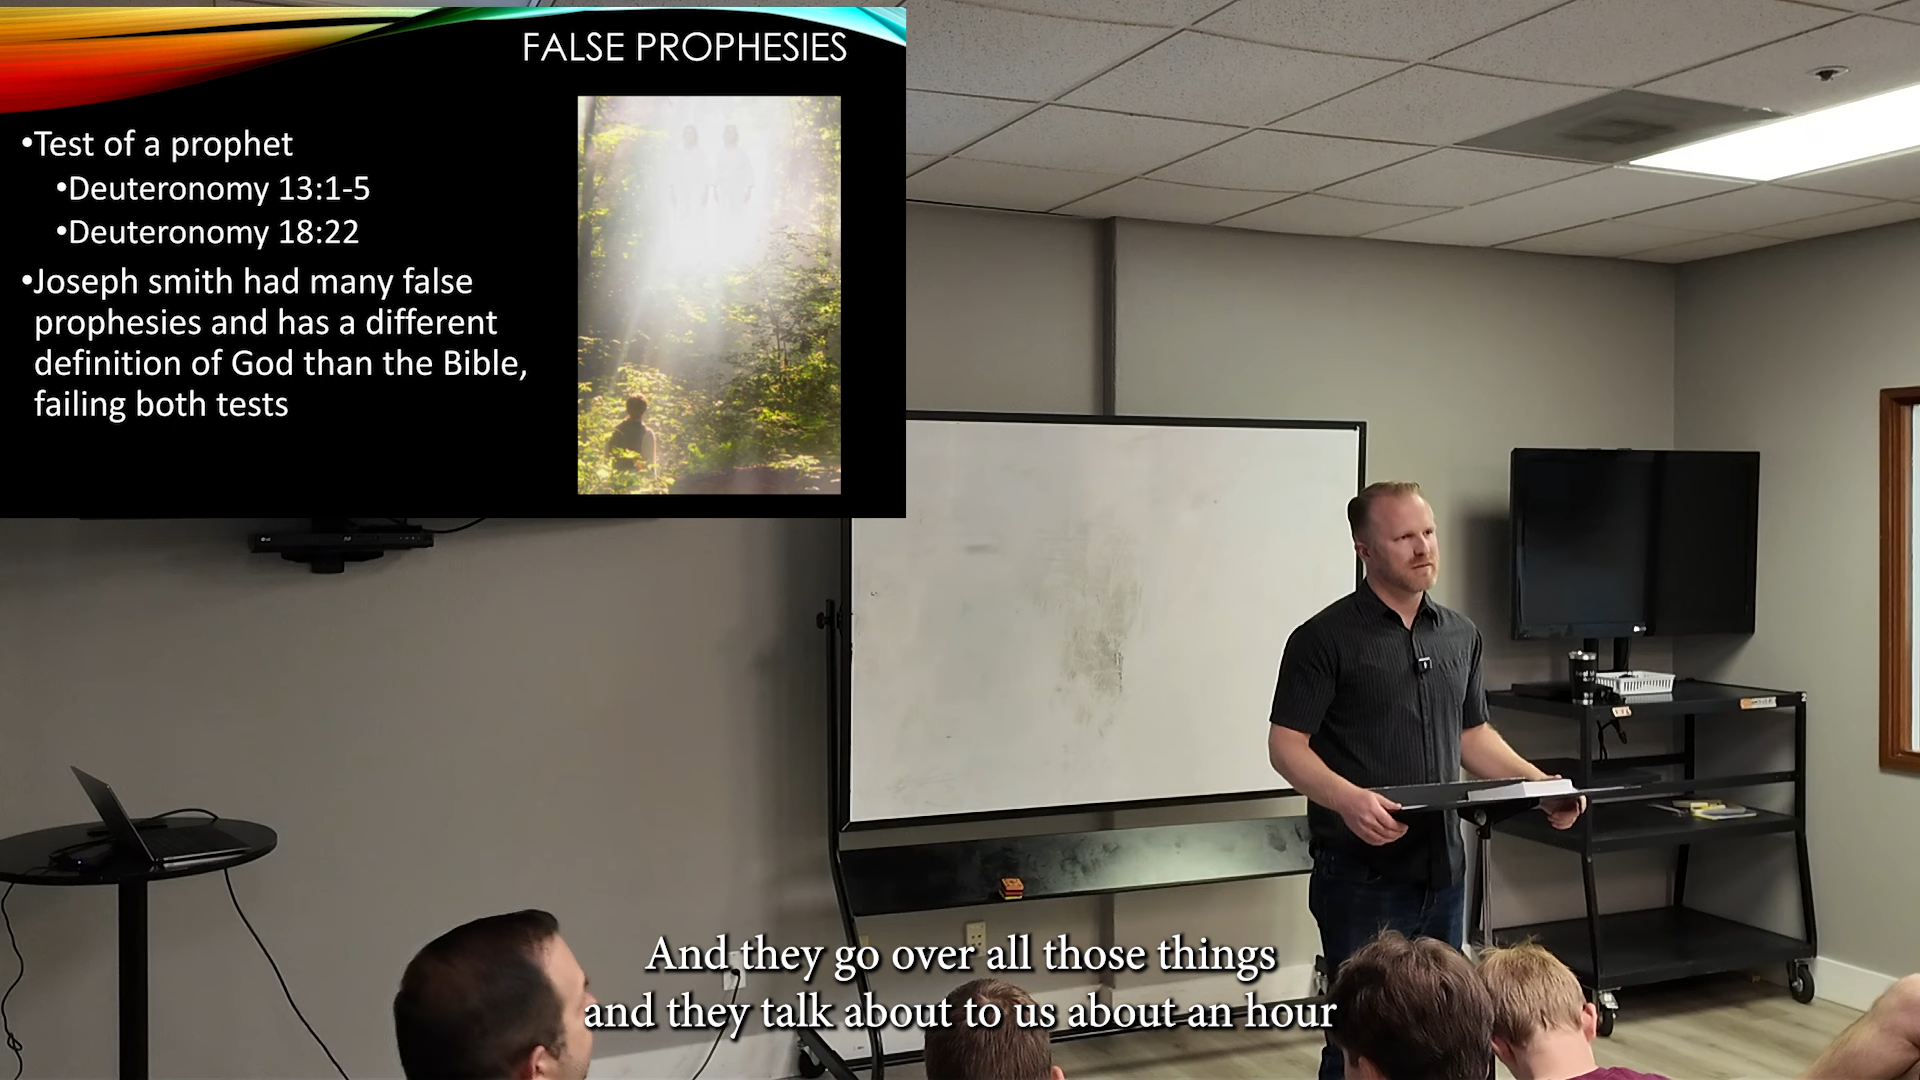 FALSE PROPHESIES
•Test of a prophet
•Deuteronomy 13:1-5
•Deuteronomy 18:22
•Joseph smith had many false
prophesies and has a different
definition of God than the Bible,
failing both tests
And they go over all those things
and they talk about to us about an hour